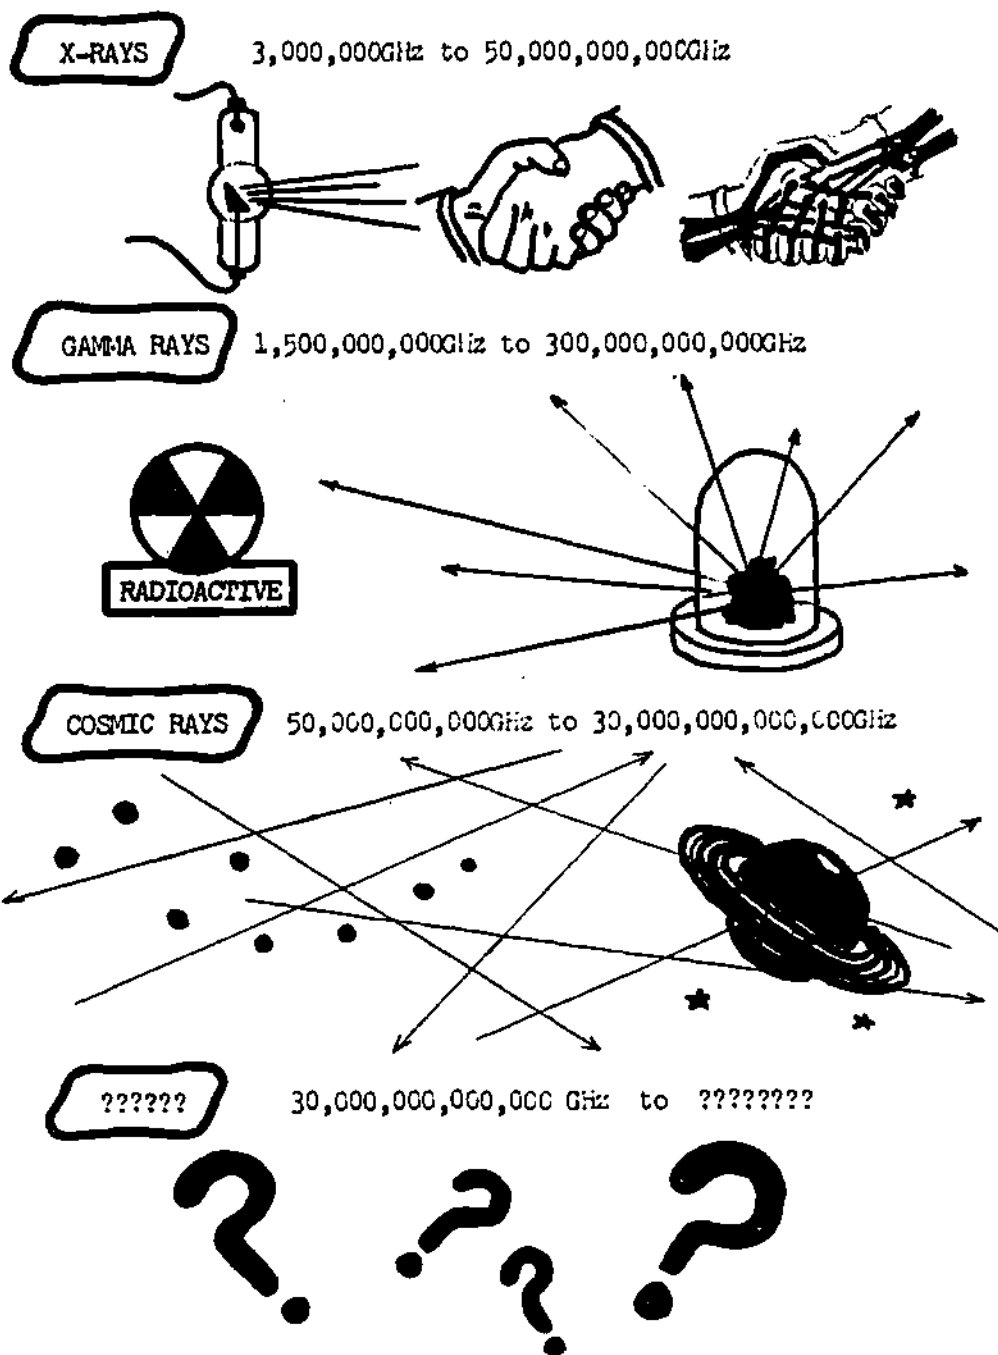 X-RAYS 3,000,000GHz to 50,000,000,000GHz
GAMMA RAYS 1,500,000,000GHz to 300,000,000,000GHz
RADIOACTIVE
COSMIC RAYS 50,000,000,000GHz to 30,000,000,000,000GHz
?????? 30,000,000,000,000 GHz to ????????